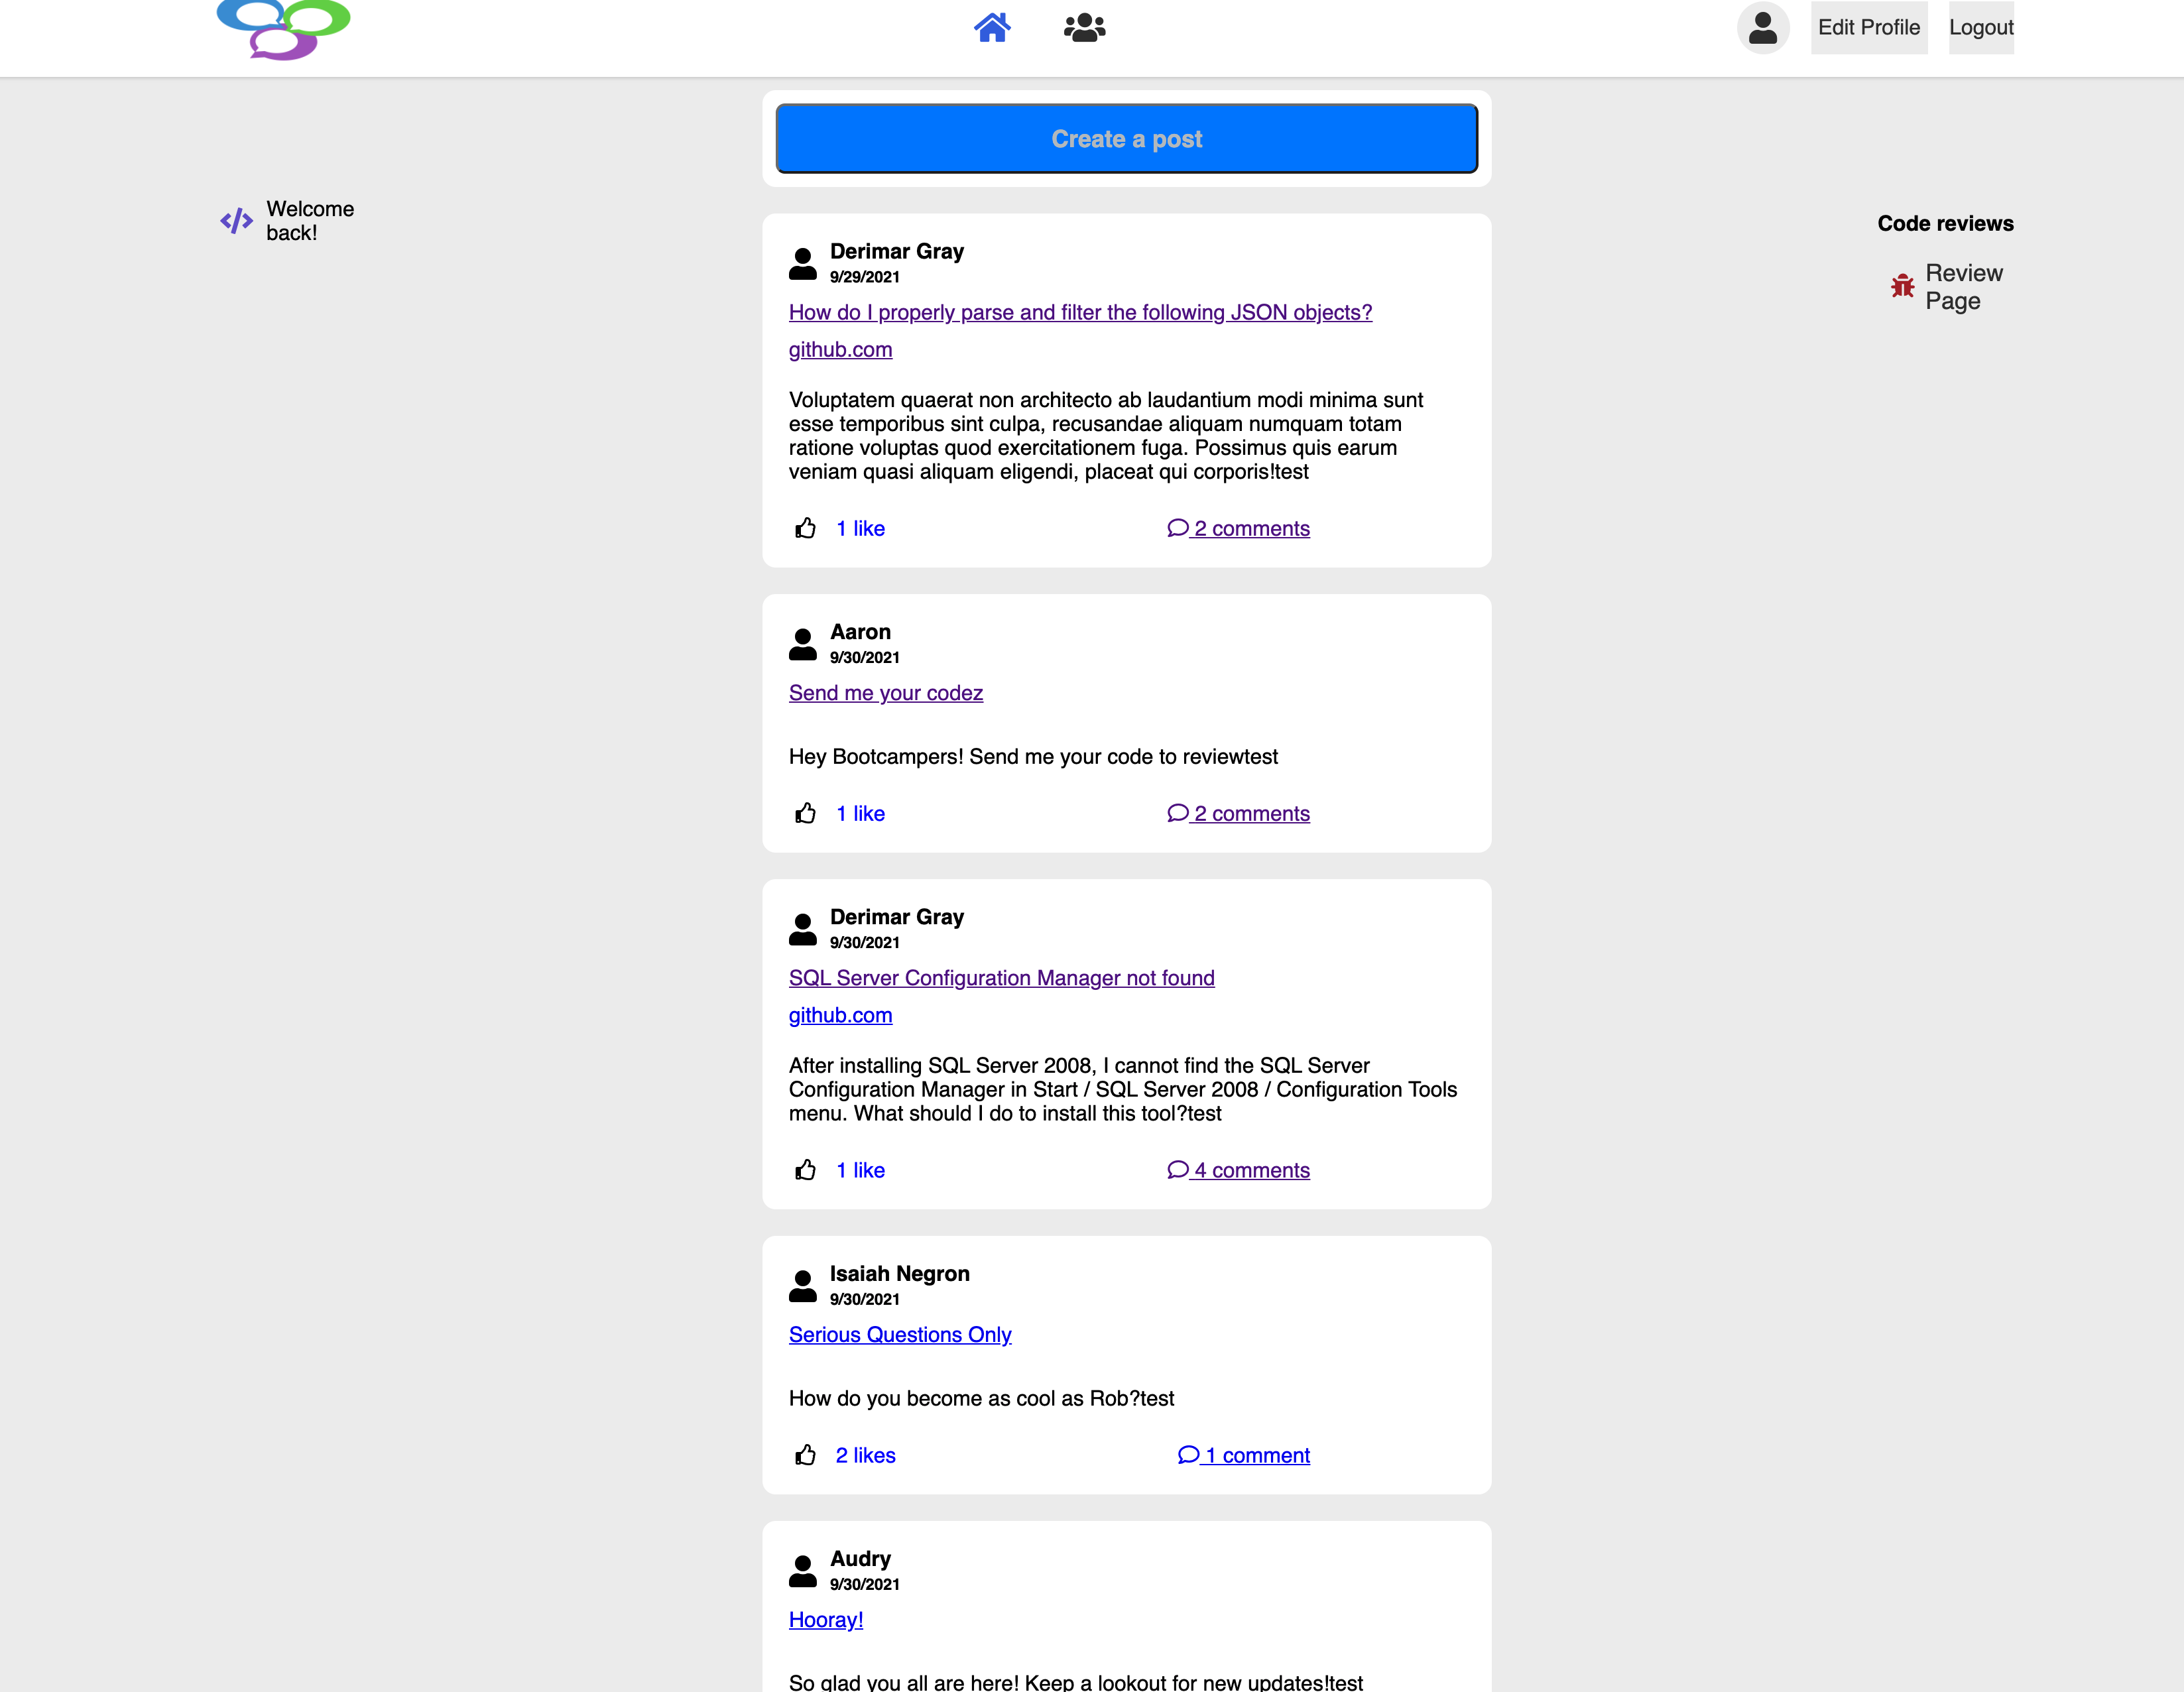 Edit Profile
Logout
Create a post
Welcome
back!
Code reviews
Review
Page
Derimar Gray
9/29/2021
How do I properly parse and filter the following JSON objects?
github.com
Voluptatem quaerat non architecto ab laudantium modi minima sunt
esse temporibus sint culpa, recusandae aliquam numquam totam
ratione voluptas quod exercitationem fuga. Possimus quis earum
veniam quasi aliquam eligendi, placeat qui corporis!test
1 like
2 comments
Aaron
9/30/2021
Send me your codez
Hey Bootcampers! Send me your code to reviewtest
1 like
2 comments
Derimar Gray
9/30/2021
SQL Server Configuration Manager not found
github.com
After installing SQL Server 2008, I cannot find the SQL Server
Configuration Manager in Start / SQL Server 2008 / Configuration Tools
menu. What should I do to install this tool?test
1 like
4 comments
Isaiah Negron
9/30/2021
Serious Questions Only
How do you become as cool as Rob?test
2 likes
1 comment
Audry
9/30/2021
Hooray!
So glad you all are here! Keep a lookout for new updates!test